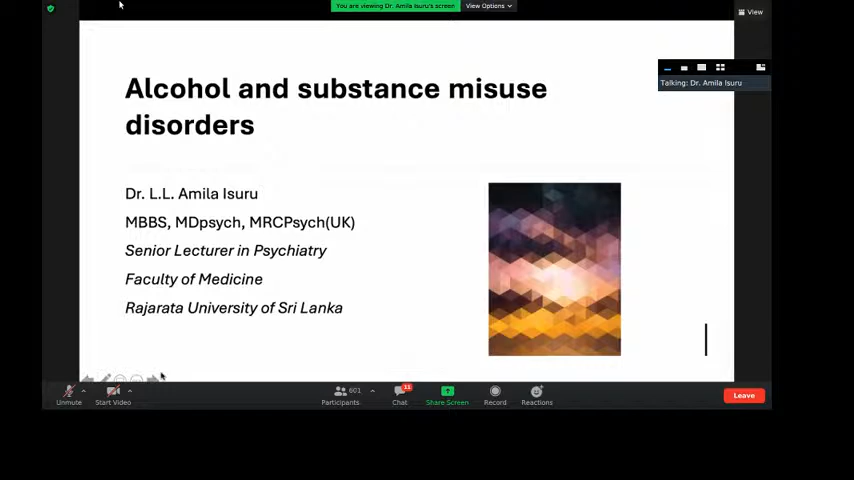 You are viewing Dr. Amila Isuru's screen
View Options
View
Talking: Dr. Amila Isuru
Alcohol and substance misuse
disorders
Dr. L.L. Amila Isuru
MBBS, MDpsych, MRCPsych(UK)
Senior Lecturer in Psychiatry
Faculty of Medicine
Rajarata University of Sri Lanka
Unmute
Start Video
601
Participants
11
Chat
Share Screen
Record
Reactions
Leave